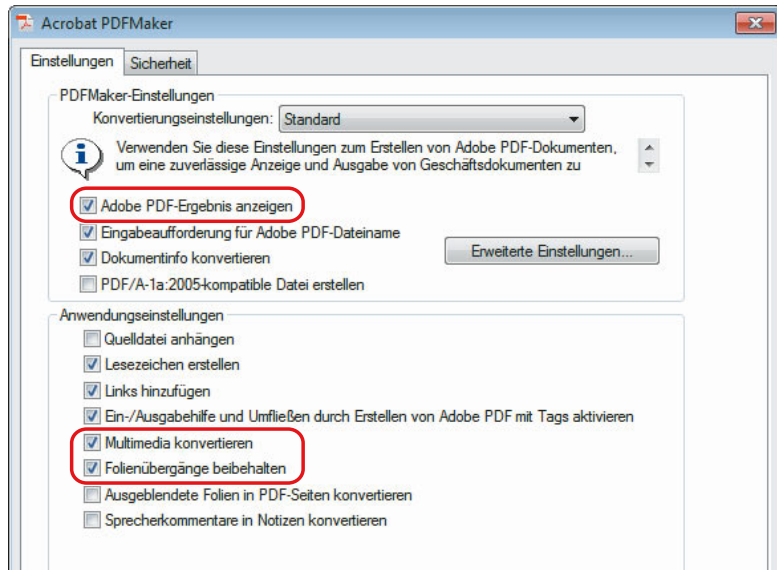 Acrobat PDFMaker
Einstellungen
Sicherheit
PDFMaker-Einstellungen
Konvertierungseinstellungen: Standard
Verwenden Sie diese Einstellungen zum Erstellen von Adobe PDF-Dokumenten,
um eine zuverlässige Anzeige und Ausgabe von Geschäftsdokumenten zu
Adobe PDF-Ergebnis anzeigen
Eingabeaufforderung für Adobe PDF-Dateiname
Dokumentinfo konvertieren
Erweiterte Einstellungen...
PDF/A-1a:2005-kompatible Datei erstellen
Anwendungseinstellungen
Quelldatei anhängen
Lesezeichen erstellen
Links hinzufügen
Ein-/Ausgabehilfe und Umfließen durch Erstellen von Adobe PDF mit Tags aktivieren
Multimedia konvertieren
Folienübergänge beibehalten
Ausgeblendete Folien in PDF-Seiten konvertieren
Sprecherkommentare in Notizen konvertieren